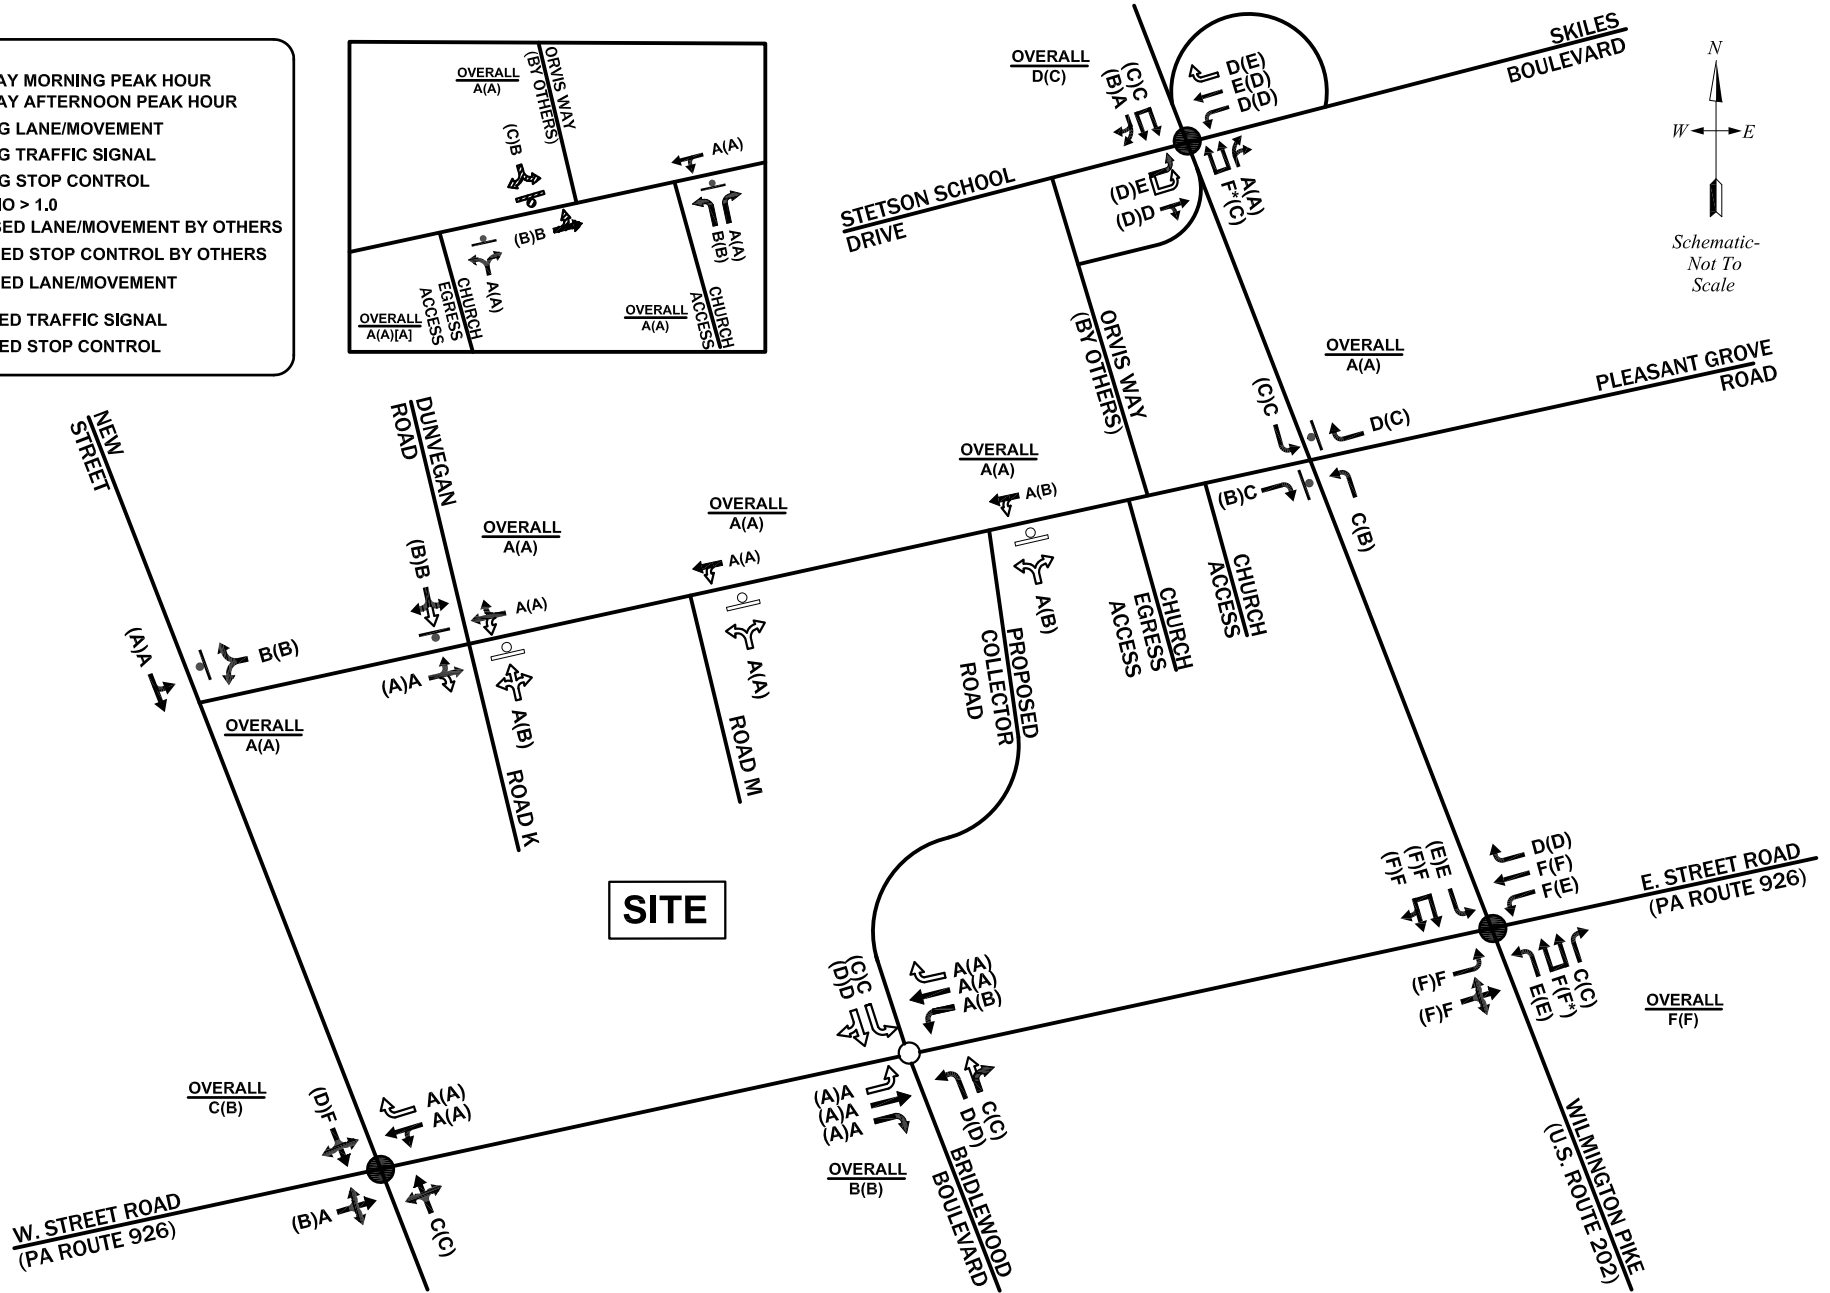 AY MORNING PEAK HOUR
AY AFTERNOON PEAK HOUR
G LANE/MOVEMENT
G TRAFFIC SIGNAL
G STOP CONTROL
IO > 1.0
SED LANE/MOVEMENT BY OTHERS
ED STOP CONTROL BY OTHERS
ED LANE/MOVEMENT
ED TRAFFIC SIGNAL
ED STOP CONTROL
OVERALL
A(A)
ORVIS WAY
(BY OTHERS)
(C)B
A(A)
(B)B
A(A)
B(B)
A(A)
CHURCH
EGRESS
ACCESS
OVERALL
A(A)[A]
OVERALL
A(A)
CHURCH
ACCESS
OVERALL
D(C)
(C)C
(B)A
D(E)
E(D)
D(D)
SKILES
BOULEVARD
STETSON SCHOOL
DRIVE
(D)E
(D)D
A(A)
F*(C)
N
W
E
Schematic-
Not To
Scale
ORVIS WAY
(BY OTHERS)
OVERALL
A(A)
PLEASANT GROVE
ROAD
(C)C
D(C)
(B)C
C(B)
NEW
STREET
DUNVEGAN
ROAD
OVERALL
A(A)
OVERALL
A(A)
OVERALL
A(A)
A(B)
A(A)
(B)B
A(A)
(A)A
B(B)
(A)A
A(B)
A(A)
A(B)
OVERALL
A(A)
ROAD K
ROAD M
PROPOSED
COLLECTOR
ROAD
CHURCH
EGRESS
ACCESS
CHURCH
ACCESS
SITE
(E)E
(F)F
(F)F
D(D)
F(F)
F(E)
E. STREET ROAD
(PA ROUTE 926)
(F)F
(F)F
C(C)
F(F*)
E(E)
OVERALL
F(F)
(C)C
(D)D
A(A)
A(A)
A(B)
(A)A
(A)A
(A)A
C(C)
D(D)
OVERALL
B(B)
BRIDLEWOOD
BOULEVARD
WILMINGTON PIKE
(U.S. ROUTE 202)
OVERALL
C(B)
(D)F
A(A)
A(A)
(B)A
C(C)
W. STREET ROAD
(PA ROUTE 926)